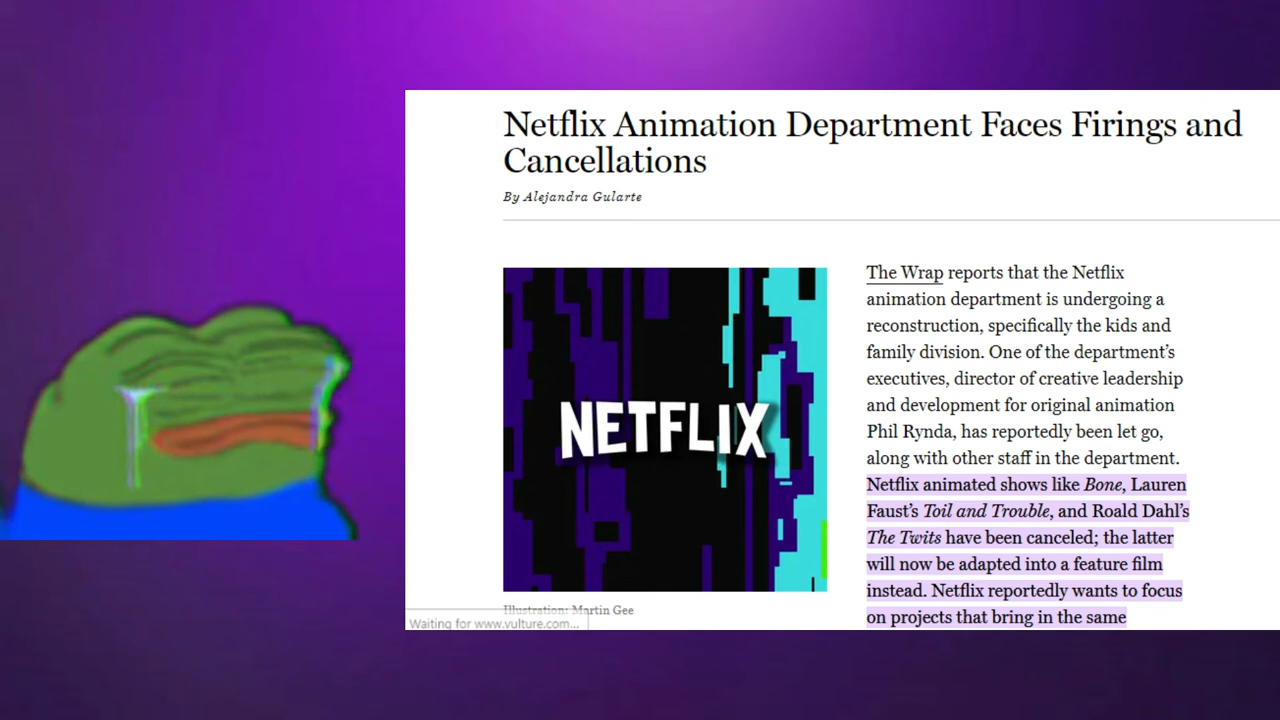 Netflix Animation Department Faces Firings and
Cancellations
By Alejandra Gularte
NETFLIX
Illustration: Martin Gee
The Wrap reports that the Netflix
animation department is undergoing a
reconstruction, specifically the kids and
family division. One of the department's
executives, director of creative leadership
and development for original animation
Phil Rynda, has reportedly been let go,
along with other staff in the department.
Netflix animated shows like Bone, Lauren
Faust's Toil and Trouble, and Roald Dahl's
The Twits have been canceled; the latter
will now be adapted into a feature film
instead. Netflix reportedly wants to focus
on projects that bring in the same
Waiting for www.vulture.com...